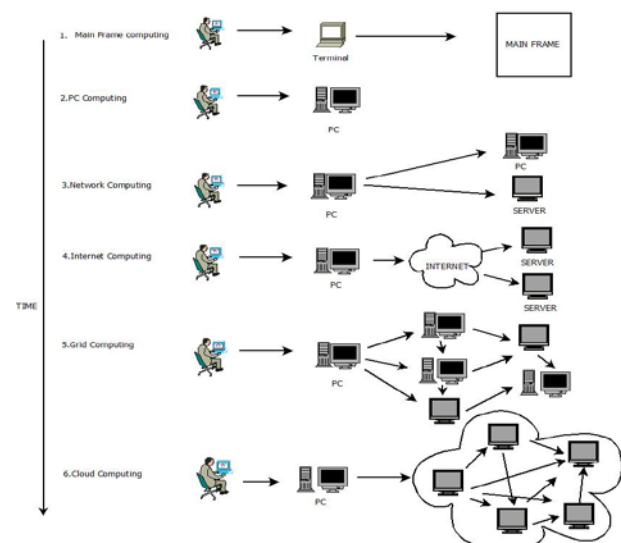 1. Main Frame computing
Terminal
MAIN FRAME
2.PC Computing
PC
PC
3.Network Computing
PC
SERVER
4.Internet Computing
PC
INTERNET
SERVER
SERVER
TIME
5.Grid Computing
PC
6.Cloud Computing
PC